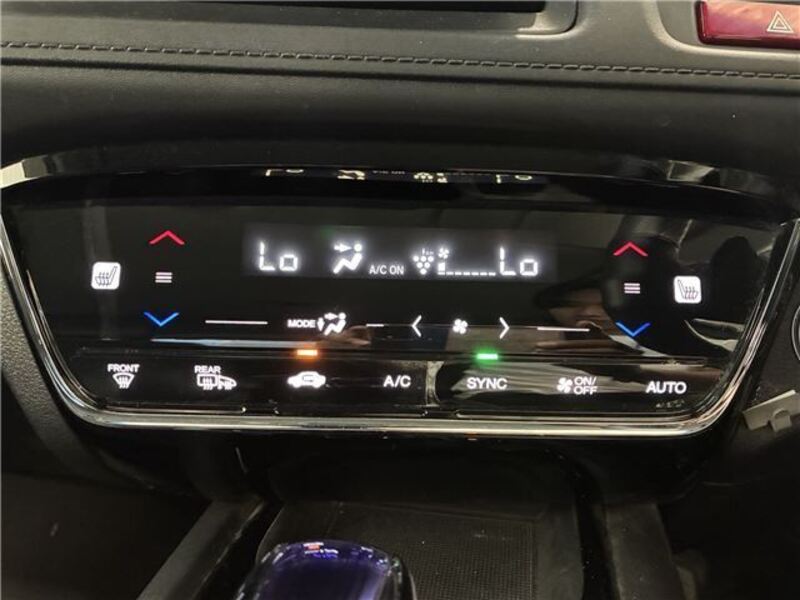 Lo A/C ON Lo
MODE
FRONT REAR
A/C SYNC ON/OFF AUTO